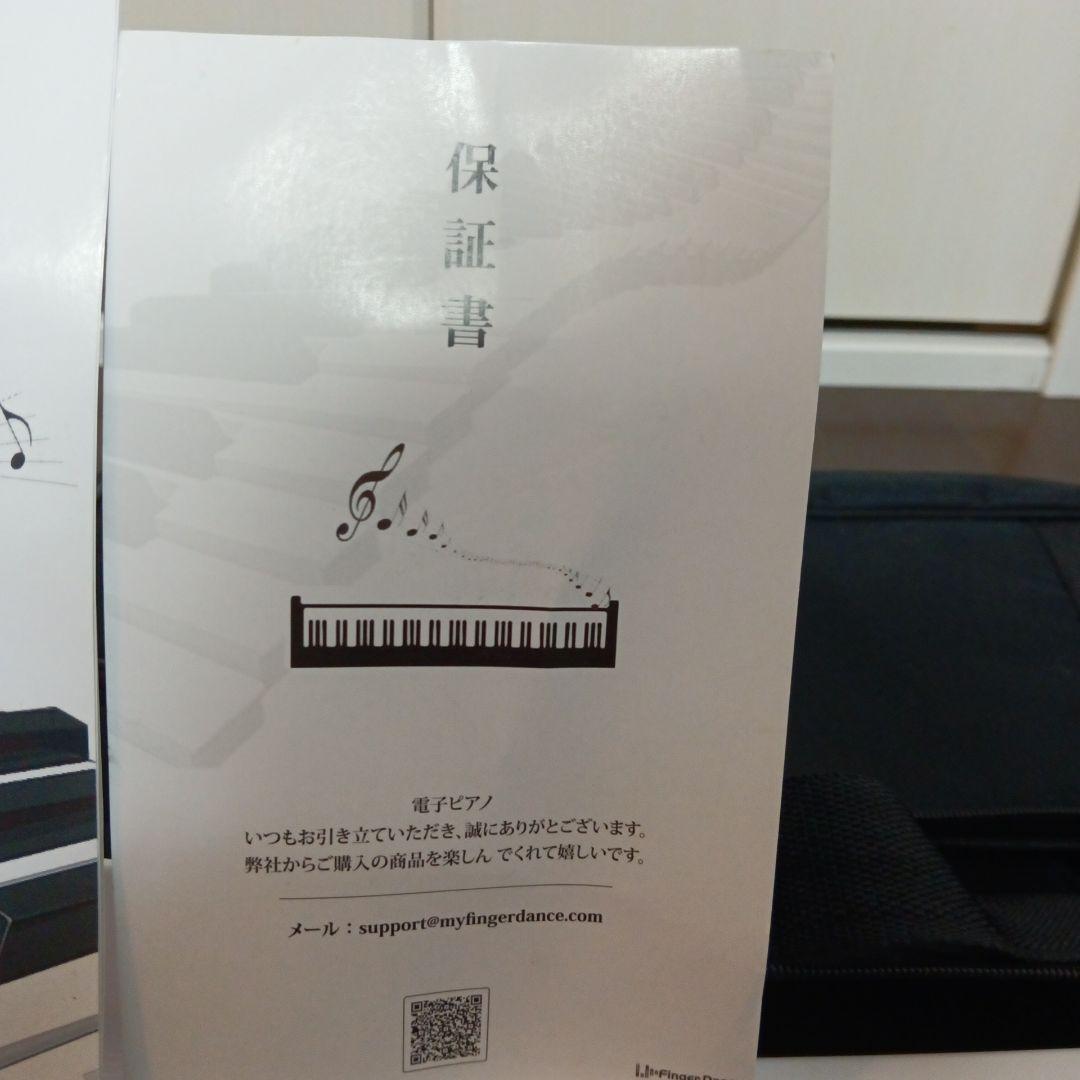 保証書
電子ピアノ
いつもお引き立ていただき、誠にありがとございます。
弊社からご購入の商品を楽しん でくれて嬉しいです。
メール：support@myfingerdance.com
Finger